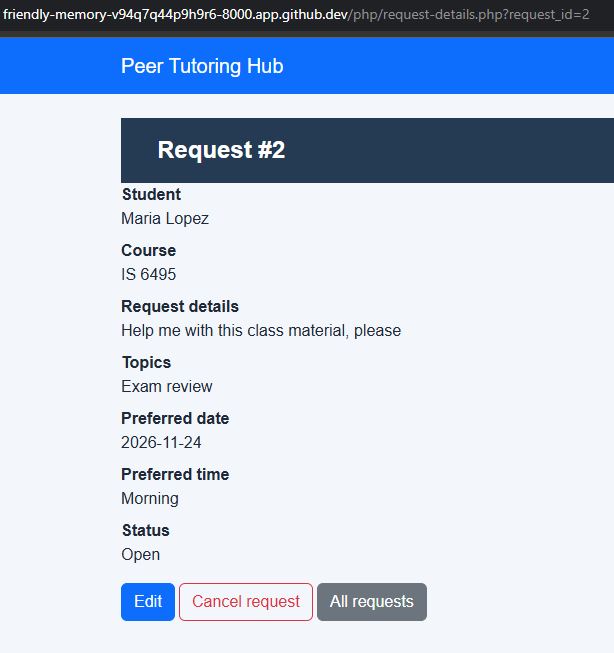 friendly-memory-v94q7q44p9h9r6-8000.app.github.dev/php/request-details.php?request_id=2
Peer Tutoring Hub
Request #2
Student
Maria Lopez
Course
IS 6495
Request details
Help me with this class material, please
Topics
Exam review
Preferred date
2026-11-24
Preferred time
Morning
Status
Open
Edit Cancel request All requests